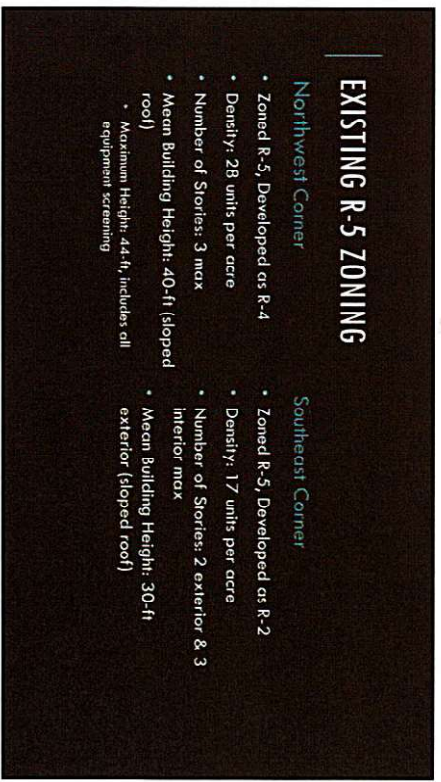 EXISTING R-5 ZONING
Northwest Corner
• Zoned R-5, Developed as R-4
• Density: 28 units per acre
• Number of Stories: 3 max
• Mean Building Height: 40-ft (sloped
roof)
• Maximum Height: 44-ft, includes all
equipment screening
Southeast Corner
• Zoned R-5, Developed as R-2
• Density: 17 units per acre
• Number of Stories: 2 exterior & 3
interior max
• Mean Building Height: 30-ft
exterior (sloped roof)